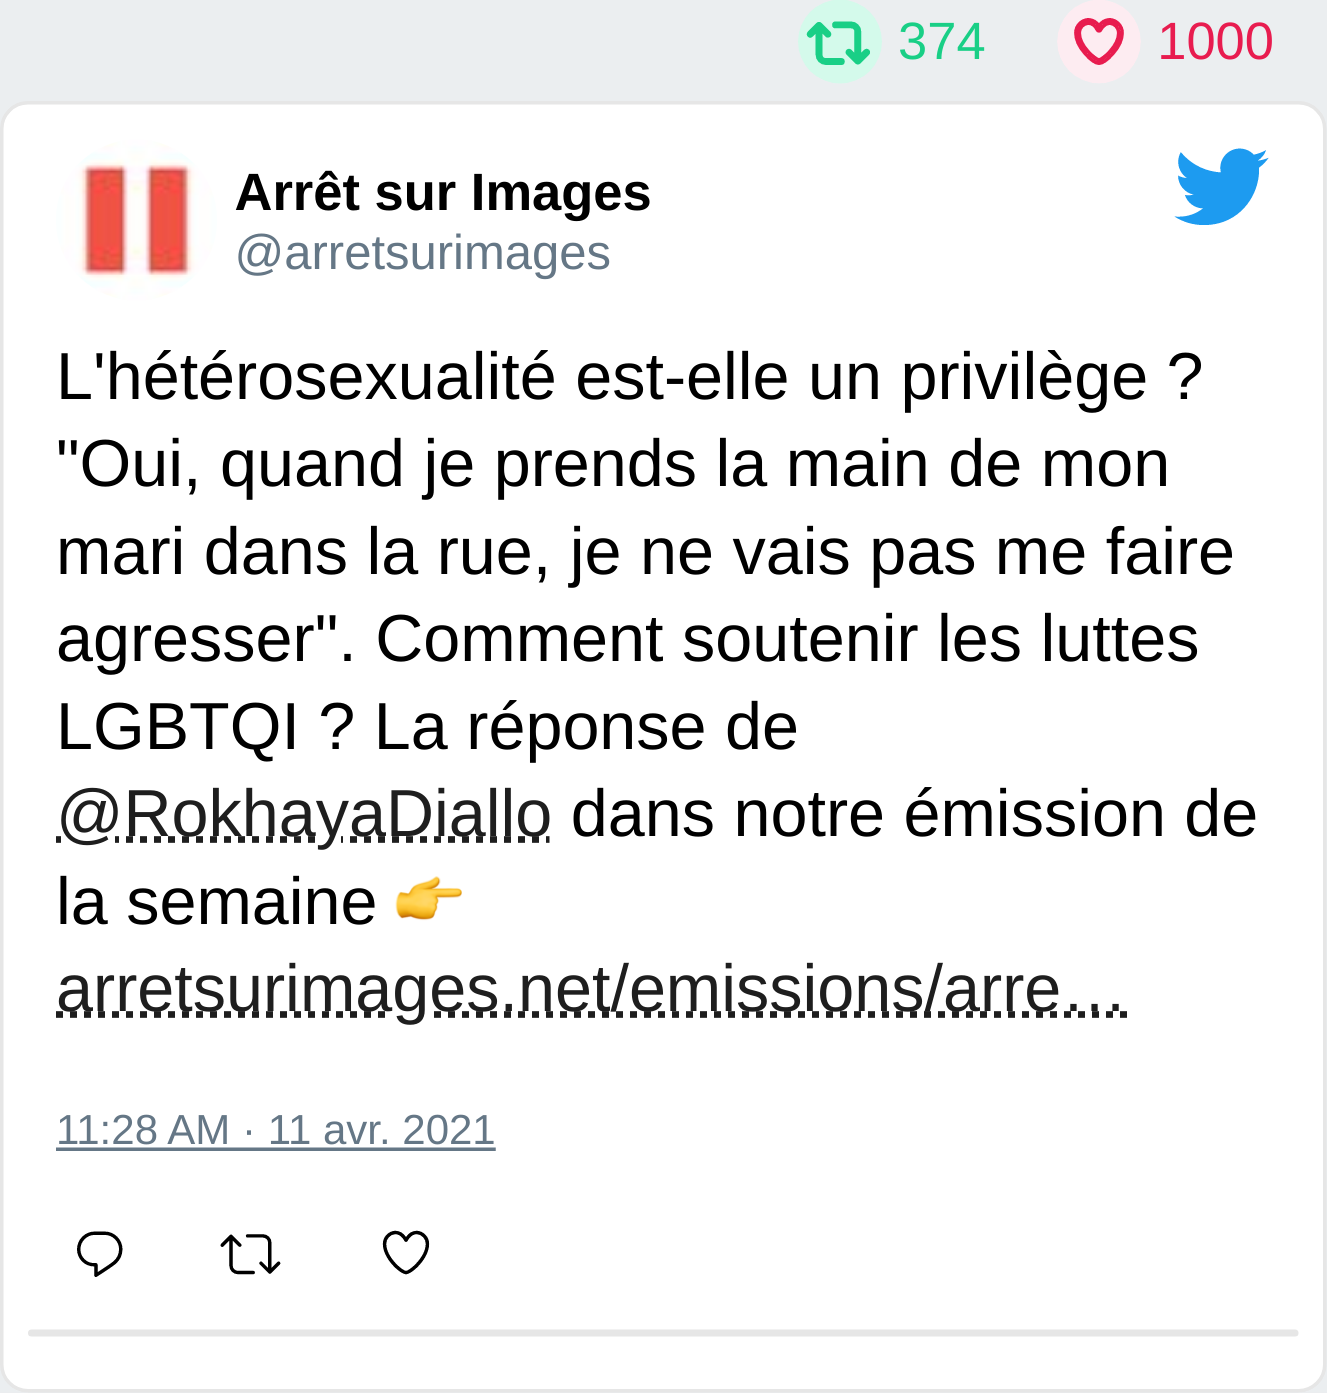 374 1000
Arrêt sur Images
@arretsurimages
L'hétérosexualité est-elle un privilège ?
"Oui, quand je prends la main de mon
mari dans la rue, je ne vais pas me faire
agresser". Comment soutenir les luttes
LGBTQI ? La réponse de
@RokhayaDiallo dans notre émission de
la semaine 👉
arretsurimages.net/emissions/arre…
11:28 AM · 11 avr. 2021